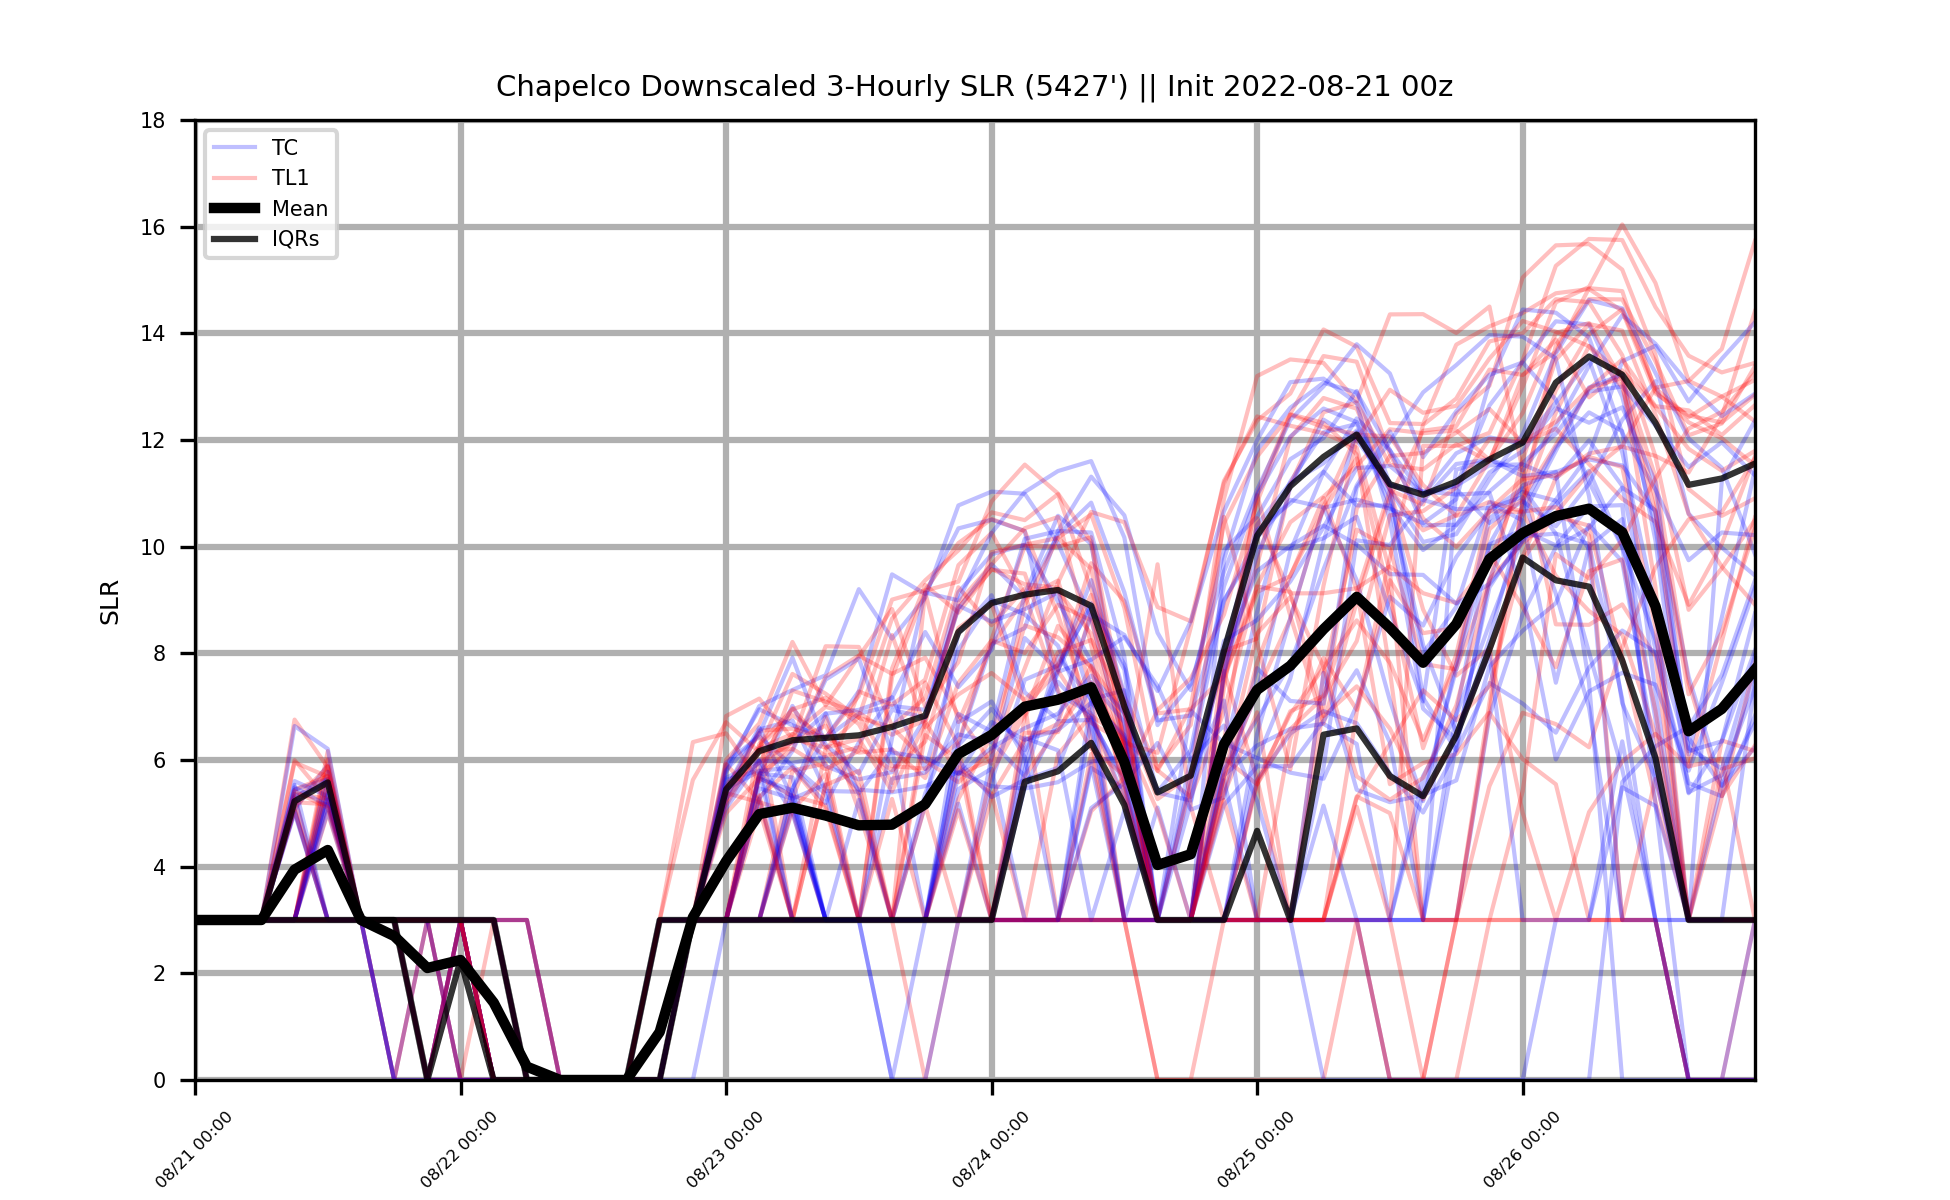 Chapelco Downscaled 3-Hourly SLR (5427') || Init 2022-08-21 00z
18
16
14
12
10
8
6
4
2
0
SLR
TC
TL1
Mean
IQRs
08/21 00:00
08/22 00:00
08/23 00:00
08/24 00:00
08/25 00:00
08/26 00:00